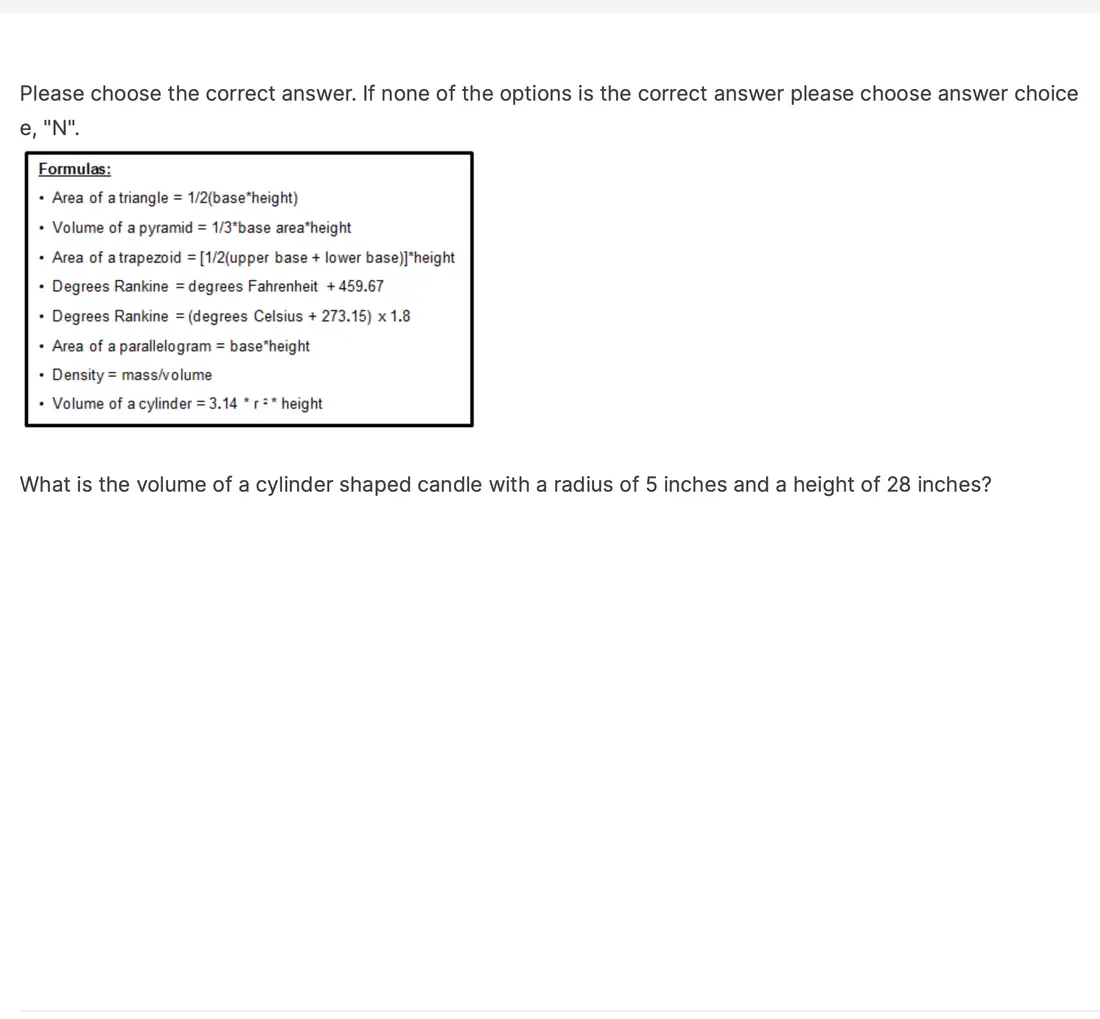 Please choose the correct answer. If none of the options is the correct answer please choose answer choice
e, "N".
Formulas:
• Area of a triangle = 1/2(base*height)
• Volume of a pyramid = 1/3*base area*height
• Area of a trapezoid = [1/2(upper base + lower base)]*height
• Degrees Rankine = degrees Fahrenheit + 459.67
• Degrees Rankine = (degrees Celsius + 273.15) x 1.8
• Area of a parallelogram = base*height
• Density = mass/volume
• Volume of a cylinder = 3.14 * r ² * height
What is the volume of a cylinder shaped candle with a radius of 5 inches and a height of 28 inches?